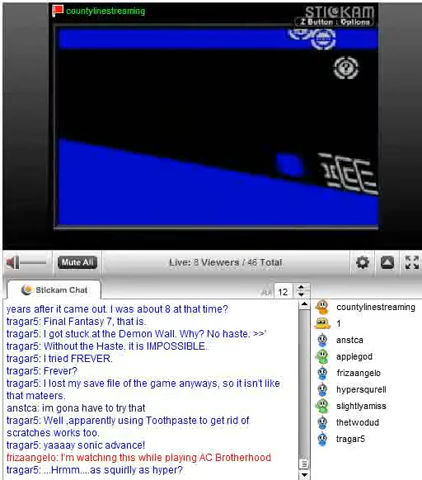 countylinestreaming
STICKAM
Z Button : Options
ICE
Mute All
Live: 8 Viewers / 46 Total
Stickam Chat
12
years after it came out. I was about 8 at that time?
tragar5: Final Fantasy 7, that is.
tragar5: I got stuck at the Demon Wall. Why? No haste. >>'
tragar5: Without the Haste. it is IMPOSSIBLE.
tragar5: I tried FREVER.
tragar5: Frever?
tragar5: I lost my save file of the game anyways, so it isn't like
that mateers.
anstca: im gona have to try that
tragar5: Well ,apparently using Toothpaste to get rid of
scratches works too.
tragar5: yaaaay sonic advance!
frizaangelo: I'm watching this while playing AC Brotherhood
tragar5: ...Hrmm....as squirlly as hyper?
countylinestreaming
1
anstca
applegod
frizaangelo
hypersqurell
slightlyamiss
thetwodud
tragar5